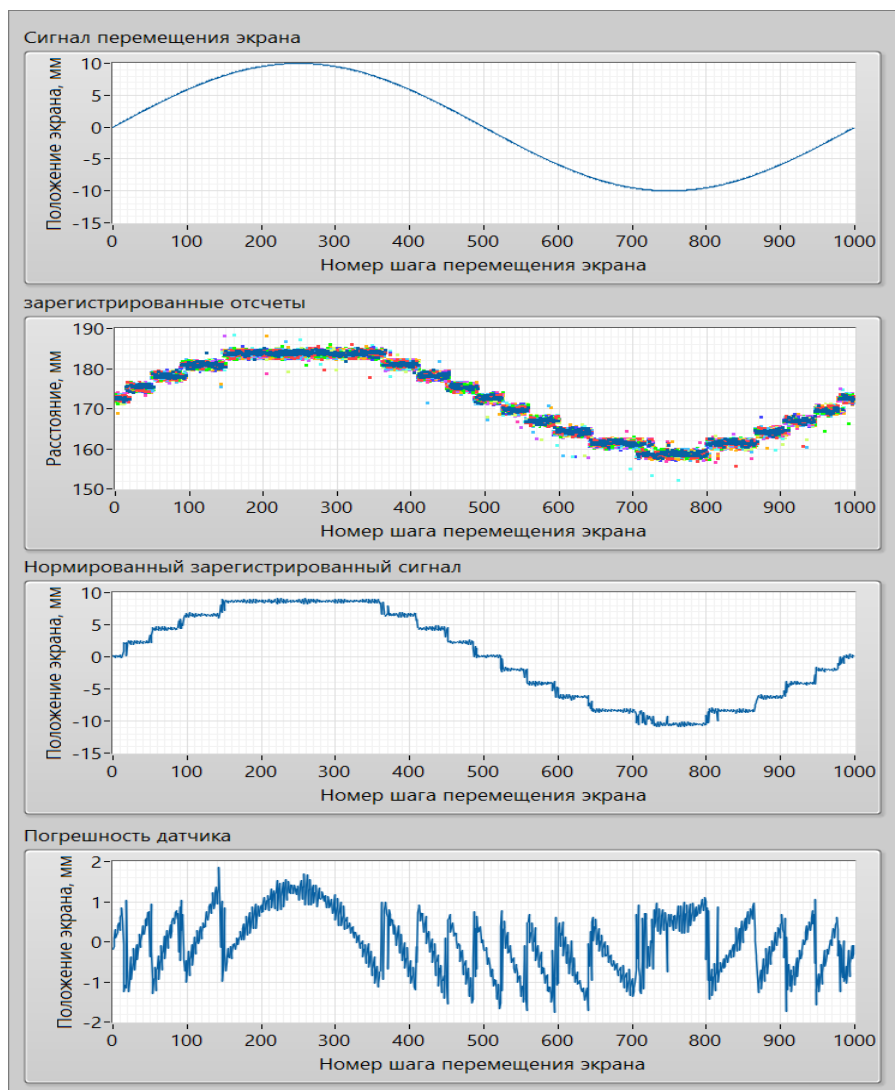 Сигнал перемещения экрана
Положение экрана, мм
10
5
0
-5
-10
-15
0 100 200 300 400 500 600 700 800 900 1000
Номер шага перемещения экрана
зарегистрированные отсчеты
Расстояние, мм
190
180
170
160
150
0 100 200 300 400 500 600 700 800 900 1000
Номер шага перемещения экрана
Нормированный зарегистрированный сигнал
Положение экрана, мм
10
5
0
-5
-10
-15
0 100 200 300 400 500 600 700 800 900 1000
Номер шага перемещения экрана
Погрешность датчика
Положение экрана, мм
2
1
0
-1
-2
0 100 200 300 400 500 600 700 800 900 1000
Номер шага перемещения экрана